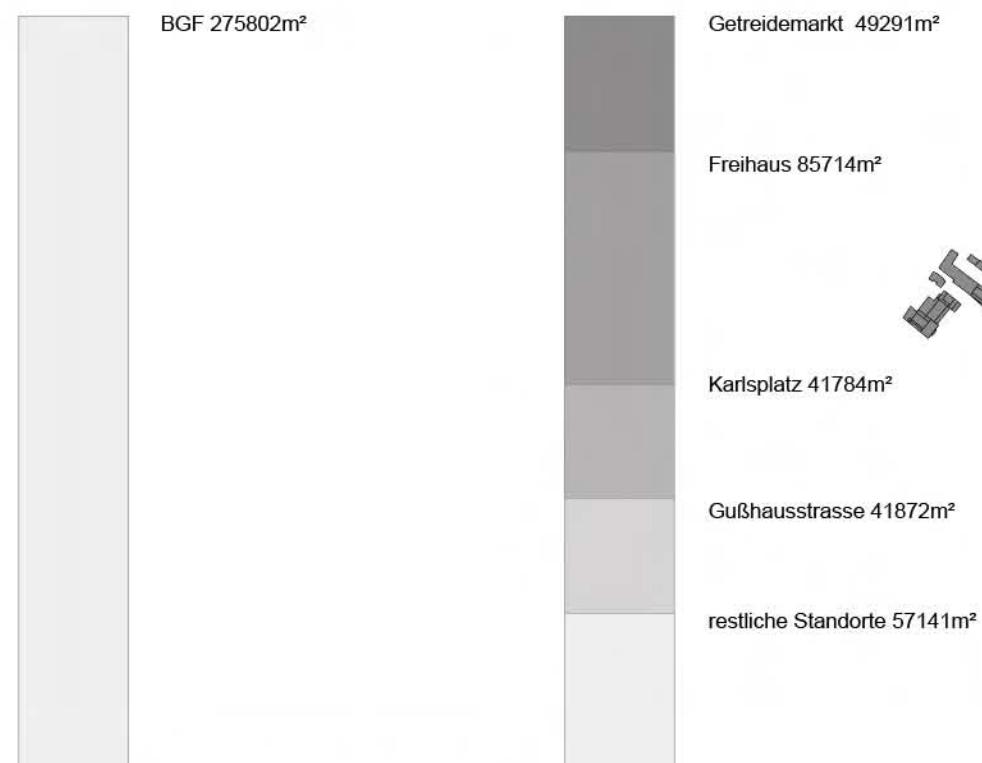 BGF 275802m²
Getreidemarkt 49291m²
Freihaus 85714m²
Karlsplatz 41784m²
Gußhausstrasse 41872m²
restliche Standorte 57141m²